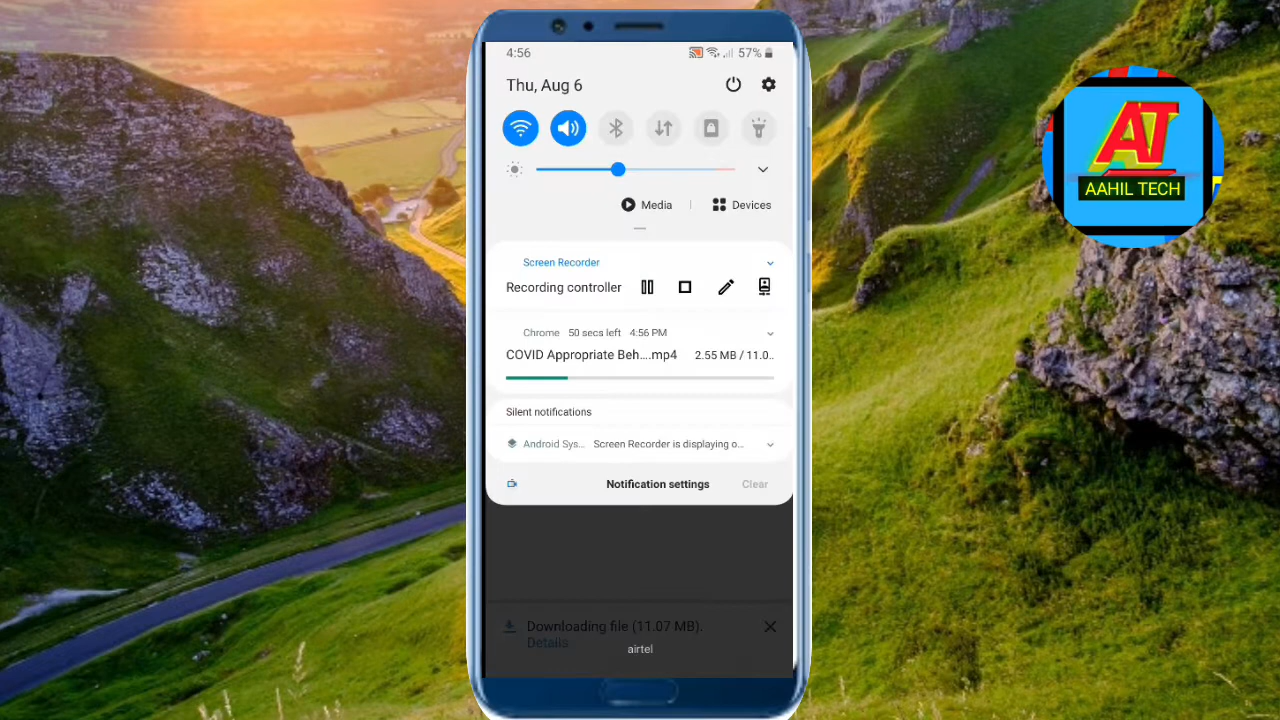 4:56
57%
Thu, Aug 6
Media
Devices
Screen Recorder
Recording controller
Chrome 50 secs left 4:56 PM
COVID Appropriate Beh....mp4 2.55 MB / 11.0..
Silent notifications
Android Sys... Screen Recorder is displaying o...
Notification settings
Clear
Downloading file (11.07 MB).
Details
airtel
AT
AAHIL TECH